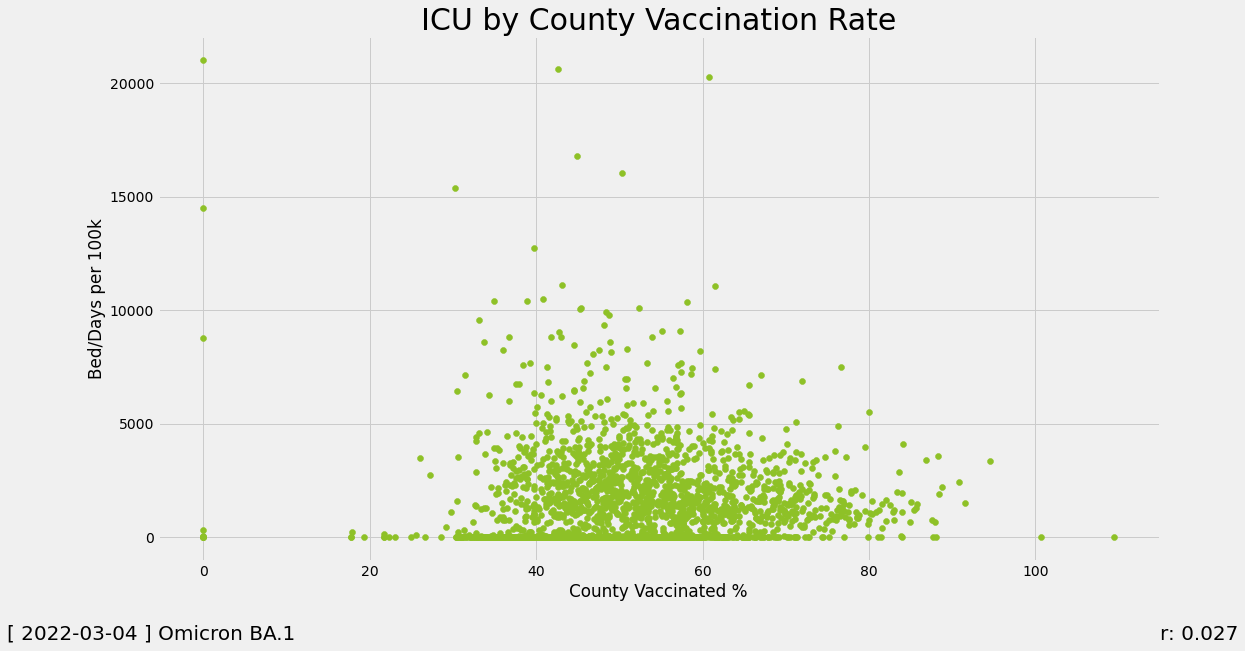 ICU by County Vaccination Rate
20000
15000
10000
5000
0
Bed/Days per 100k
0 20 40 60 80 100
County Vaccinated %
[ 2022-03-04 ] Omicron BA.1
r: 0.027